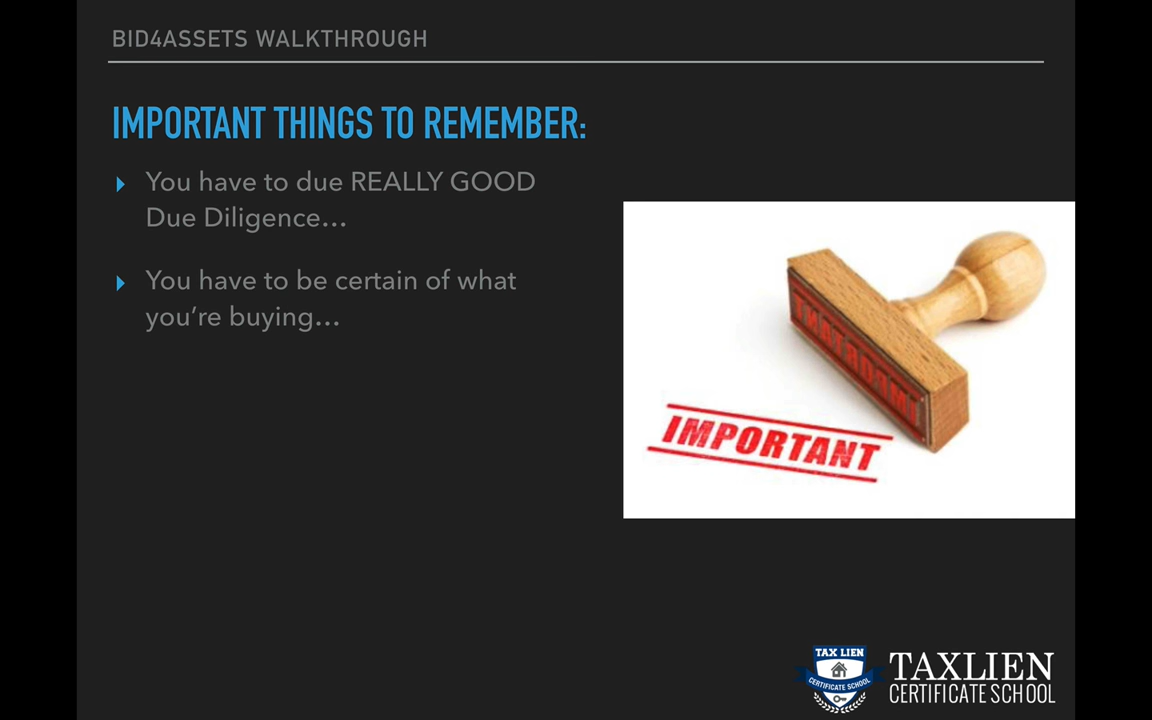 BID4ASSETS WALKTHROUGH
IMPORTANT THINGS TO REMEMBER:
You have to due REALLY GOOD
Due Diligence...
You have to be certain of what
you're buying...
IMPORTANT
IMPORTANT
TAX LIEN
CERTIFICATE SCHOOL
TAXLIEN
CERTIFICATE SCHOOL